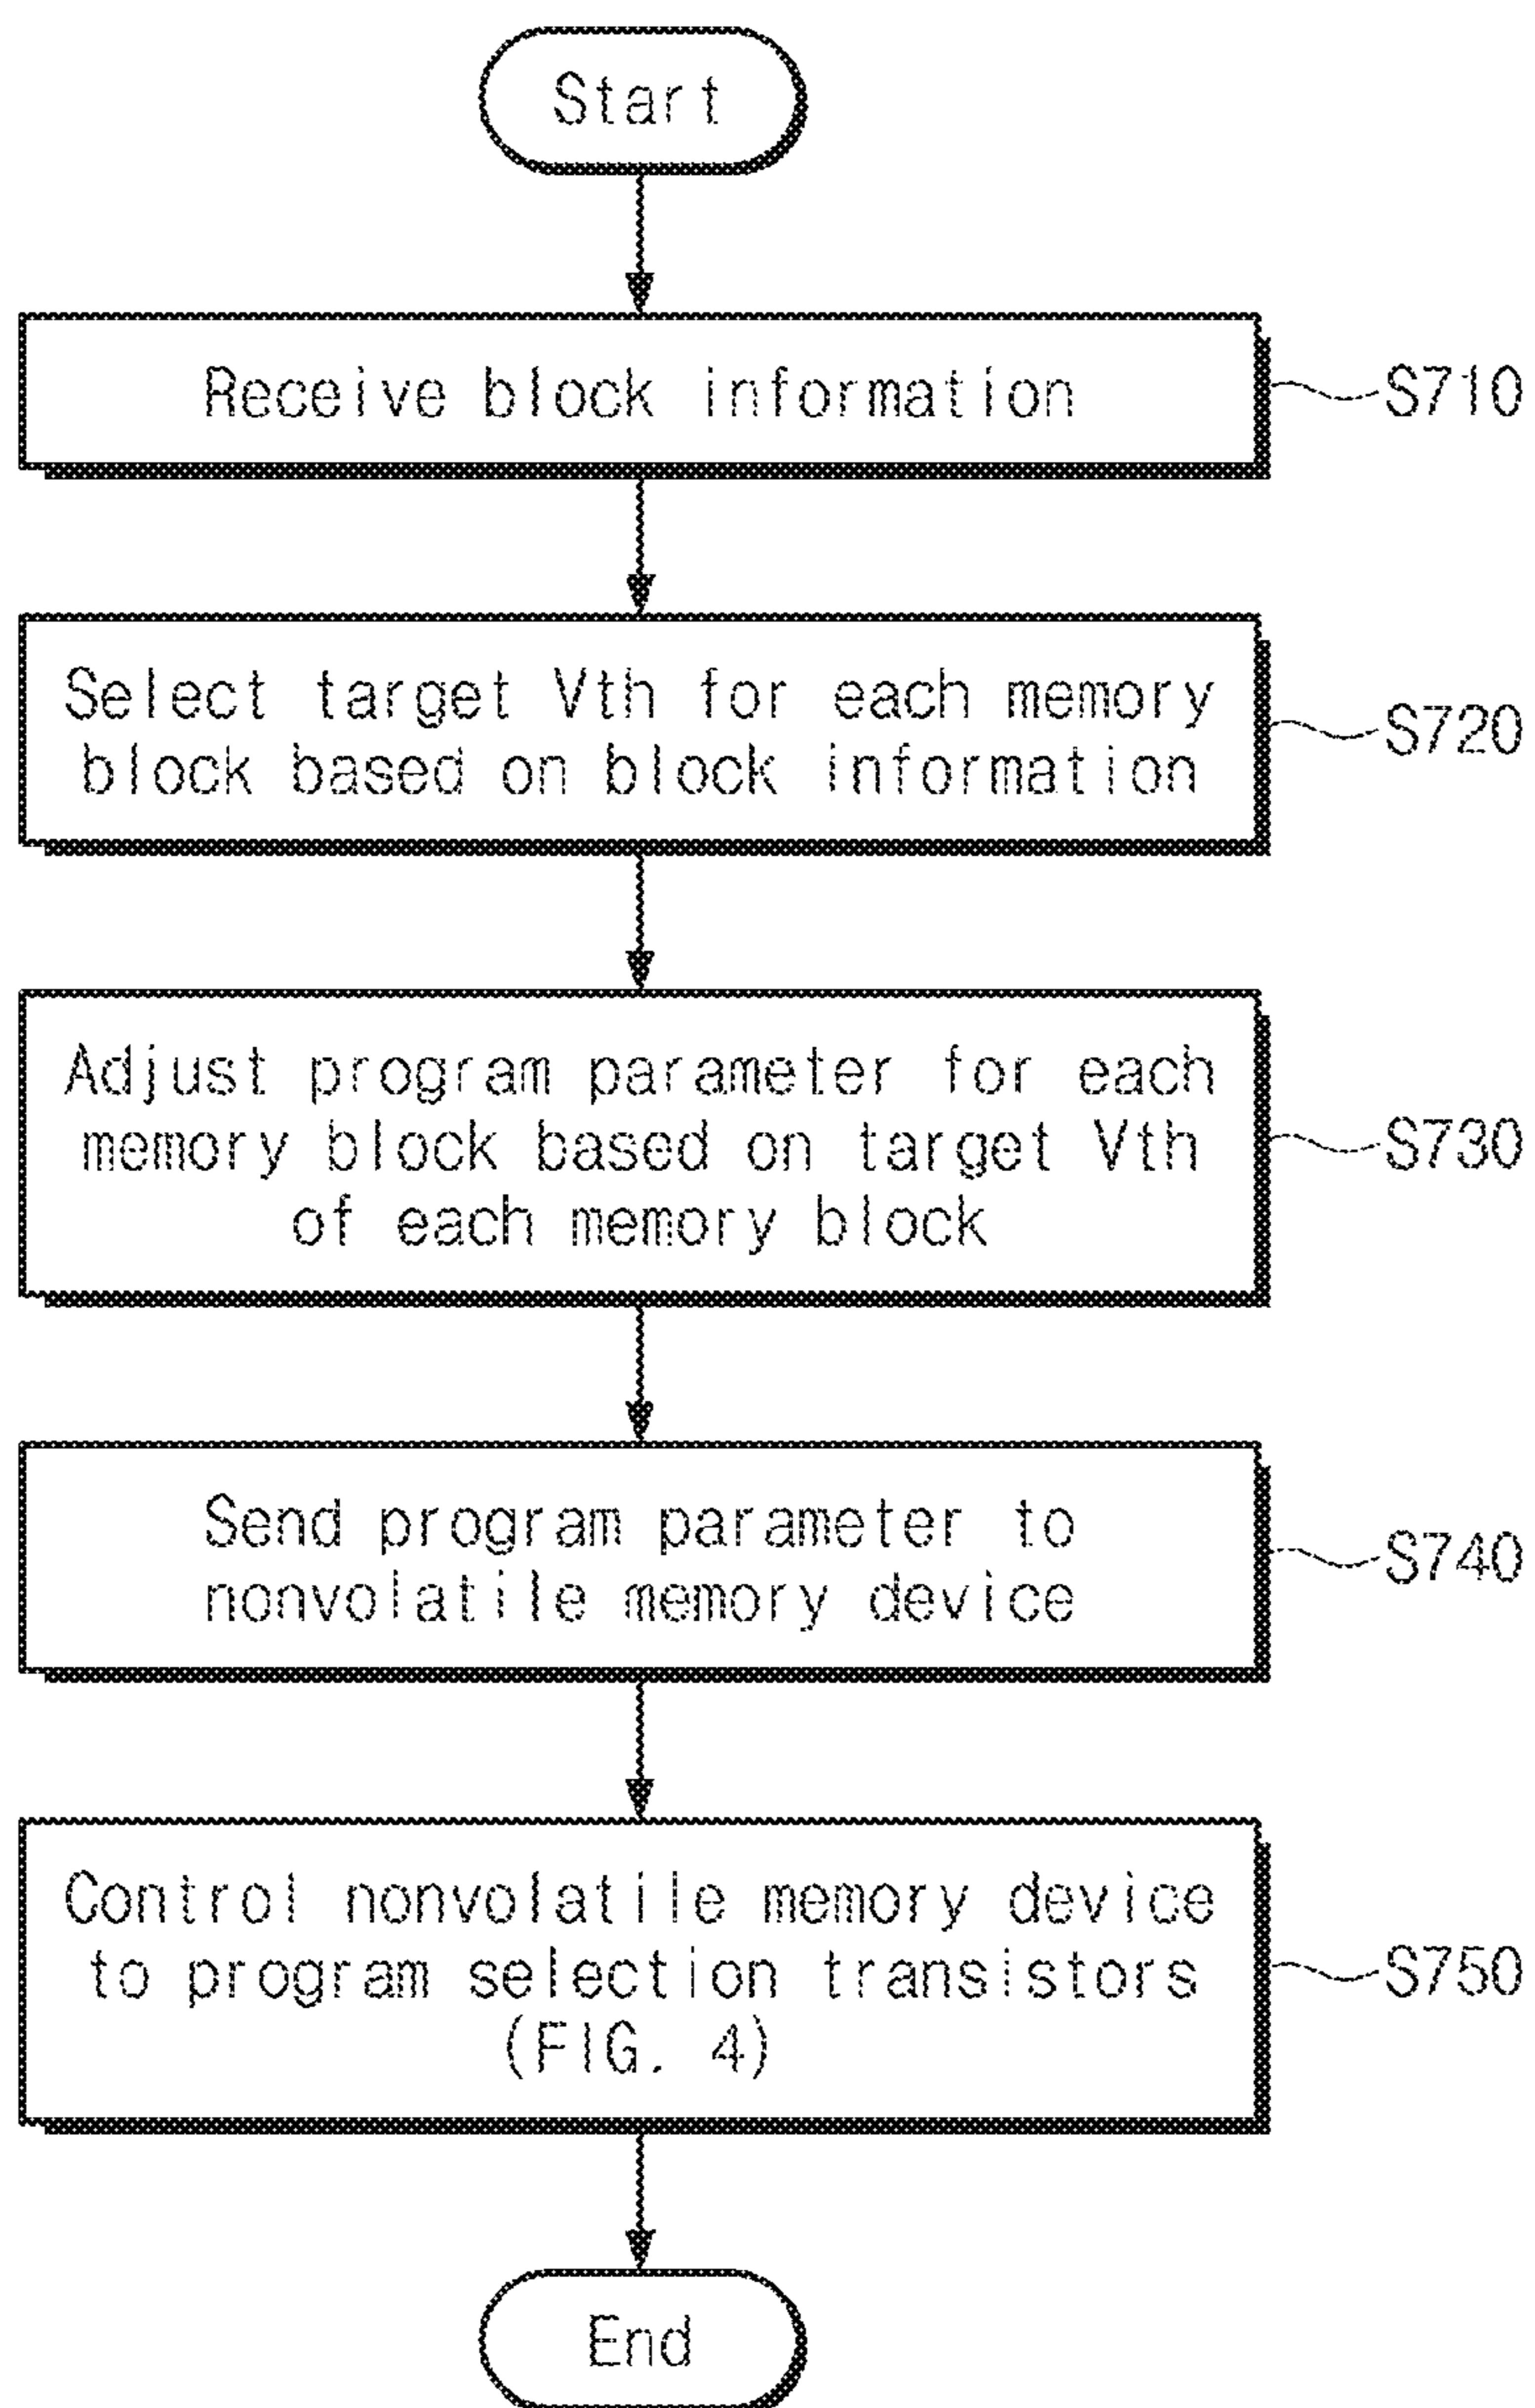 Start
Receive block information
S710
Select target Vth for each memory
block based on block information
S720
Adjust program parameter for each
memory block based on target Vth
of each memory block
S730
Send program parameter to
nonvolatile memory device
S740
Control nonvolatile memory device
to program selection transistors
(FIG. 4)
S750
End